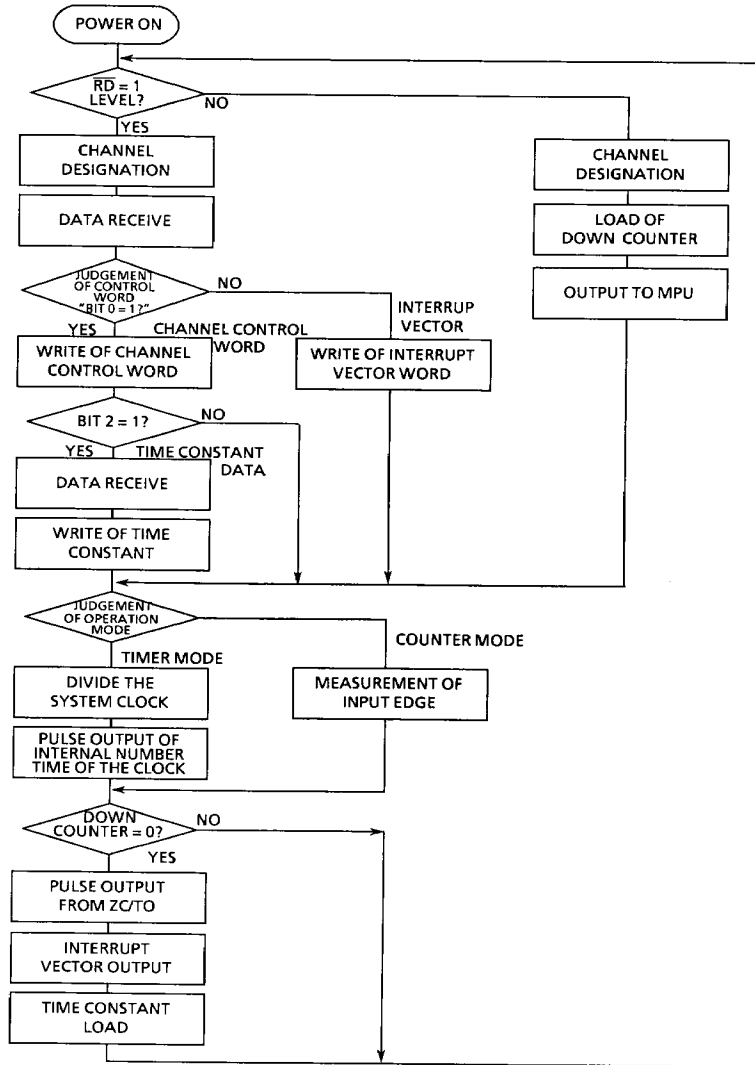 POWER ON
RD = 1
LEVEL?
NO
YES
CHANNEL
DESIGNATION
DATA RECEIVE
JUDGEMENT
OF CONTROL
WORD
"BIT 0 = 1?"
NO
YES
CHANNEL CONTROL
WORD
INTERRUP
VECTOR
WRITE OF CHANNEL
CONTROL WORD
WRITE OF INTERRUPT
VECTOR WORD
BIT 2 = 1?
NO
YES
TIME CONSTANT
DATA
DATA RECEIVE
WRITE OF TIME
CONSTANT
CHANNEL
DESIGNATION
LOAD OF
DOWN COUNTER
OUTPUT TO MPU
JUDGEMENT
OF OPERATION
MODE
TIMER MODE
COUNTER MODE
DIVIDE THE
SYSTEM CLOCK
PULSE OUTPUT OF
INTERNAL NUMBER
TIME OF THE CLOCK
MEASUREMENT OF
INPUT EDGE
DOWN
COUNTER = 0?
NO
YES
PULSE OUTPUT
FROM ZC/TO
INTERRUPT
VECTOR OUTPUT
TIME CONSTANT
LOAD